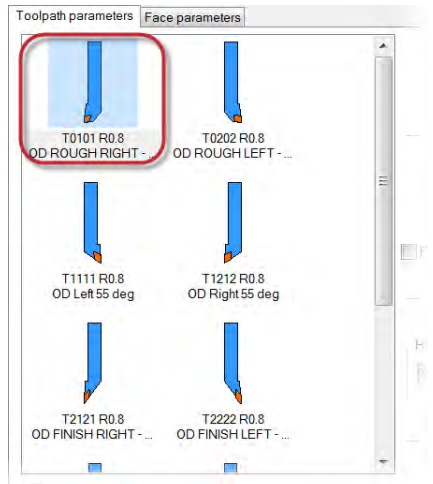 Toolpath parameters Face parameters
T0101 R0.8 T0202 R0.8
OD ROUGH RIGHT - ... OD ROUGH LEFT - ...
T1111 R0.8 T1212 R0.8
OD Left 55 deg OD Right 55 deg
T2121 R0.8 T2222 R0.8
OD FINISH RIGHT - ... OD FINISH LEFT - ...